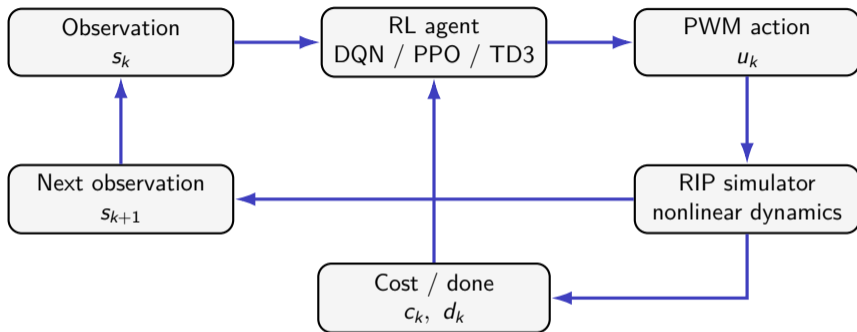 Observation
s_k
RL agent
DQN / PPO / TD3
PWM action
u_k
Next observation
s_{k+1}
RIP simulator
nonlinear dynamics
Cost / done
c_k, d_k